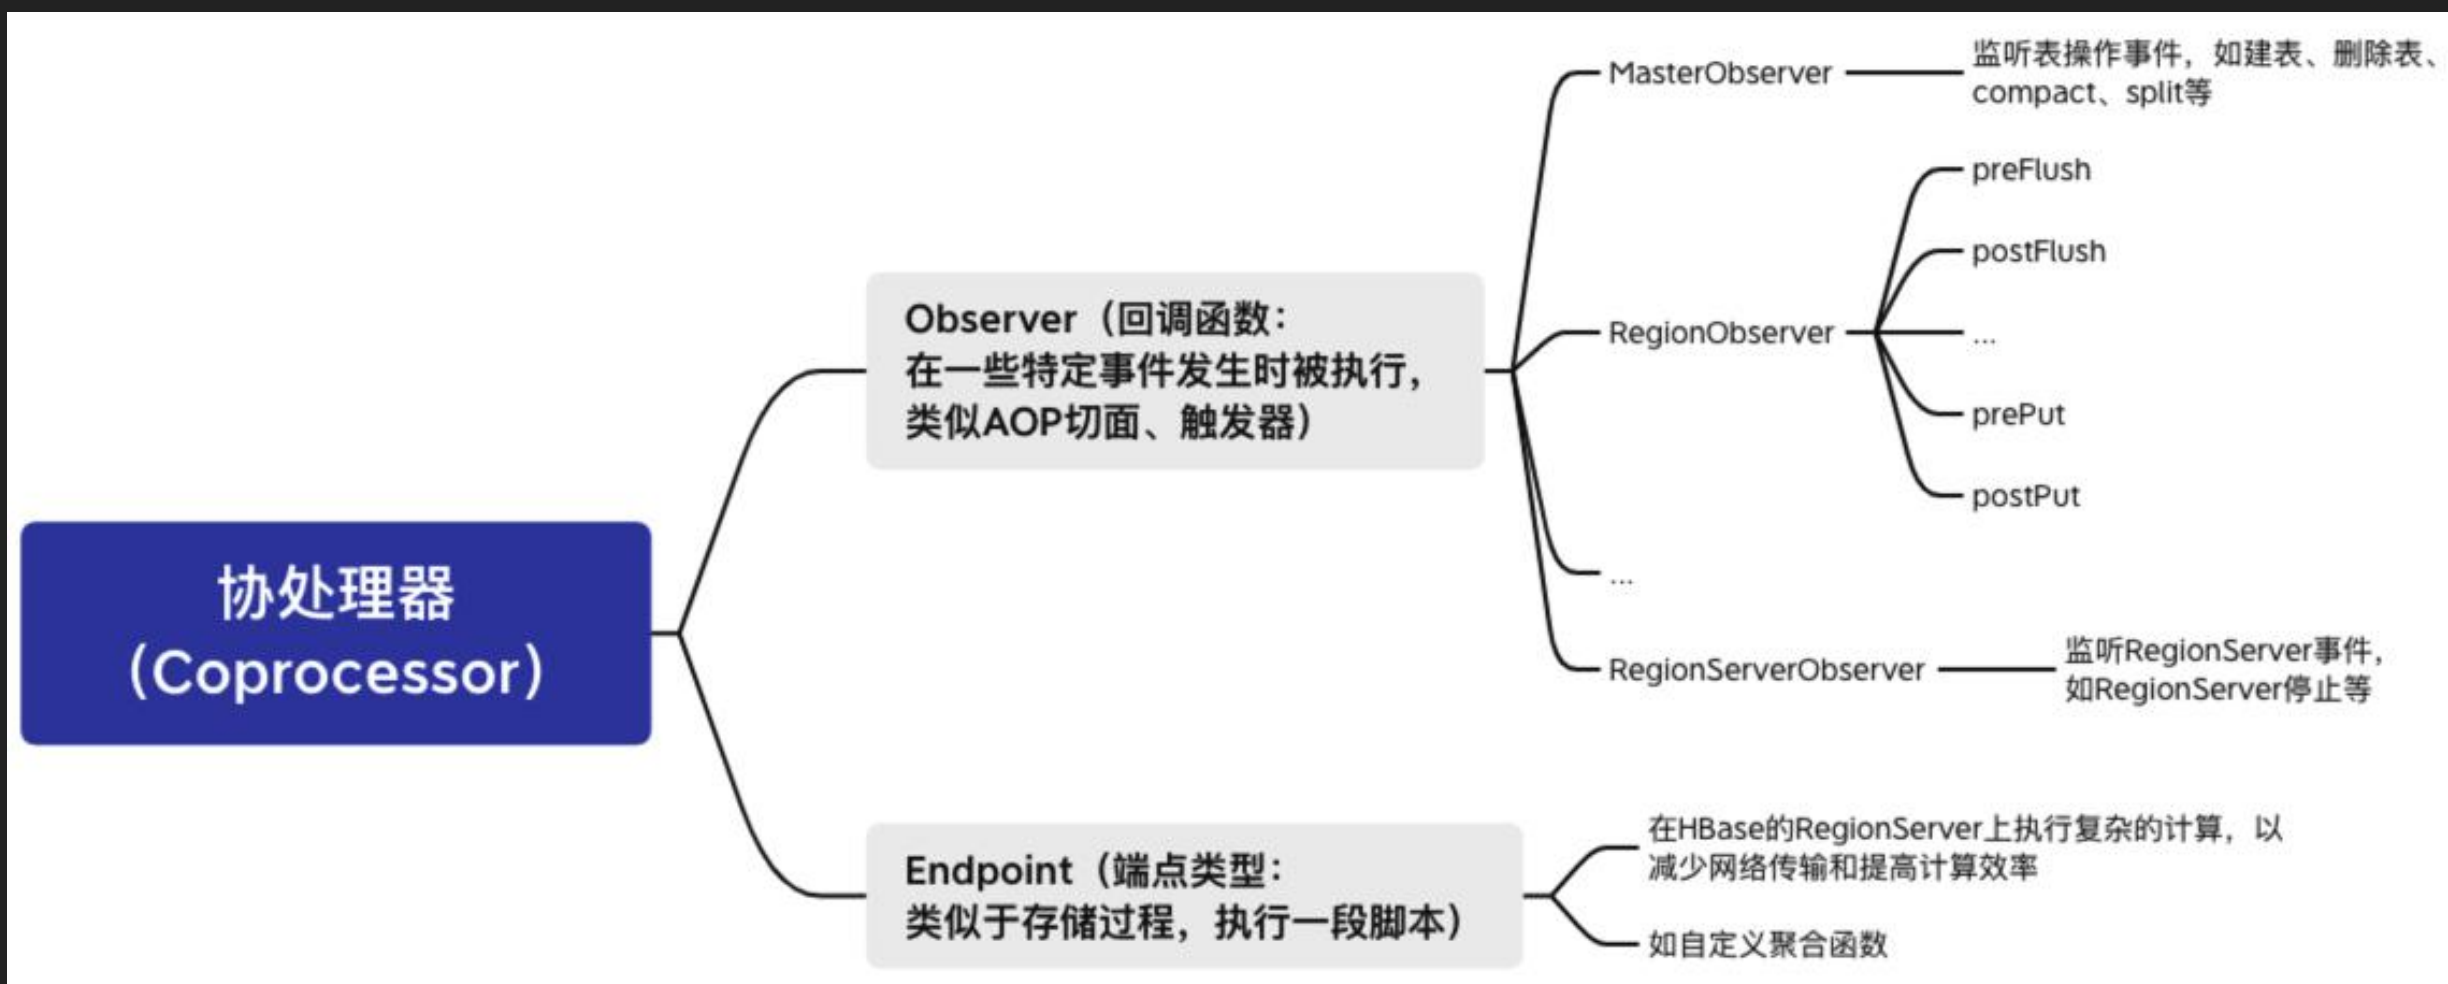 协处理器
（Coprocessor）
Observer（回调函数：
在一些特定事件发生时被执行，
类似AOP切面、触发器）
MasterObserver
监听表操作事件，如建表、删除表、
compact、split等
RegionObserver
preFlush
postFlush
...
prePut
postPut
...
RegionServerObserver
监听RegionServer事件，
如RegionServer停止等
Endpoint（端点类型：
类似于存储过程，执行一段脚本）
在HBase的RegionServer上执行复杂的计算，以
减少网络传输和提高计算效率
如自定义聚合函数